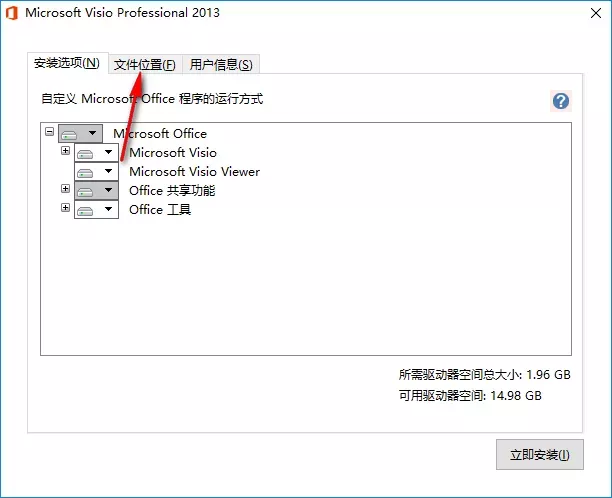 Microsoft Visio Professional 2013
安装选项(N) 文件位置(F) 用户信息(S)
自定义 Microsoft Office 程序的运行方式
Microsoft Office
Microsoft Visio
Microsoft Visio Viewer
Office 共享功能
Office 工具
所需驱动器空间总大小: 1.96 GB
可用驱动器空间: 14.98 GB
立即安装(I)